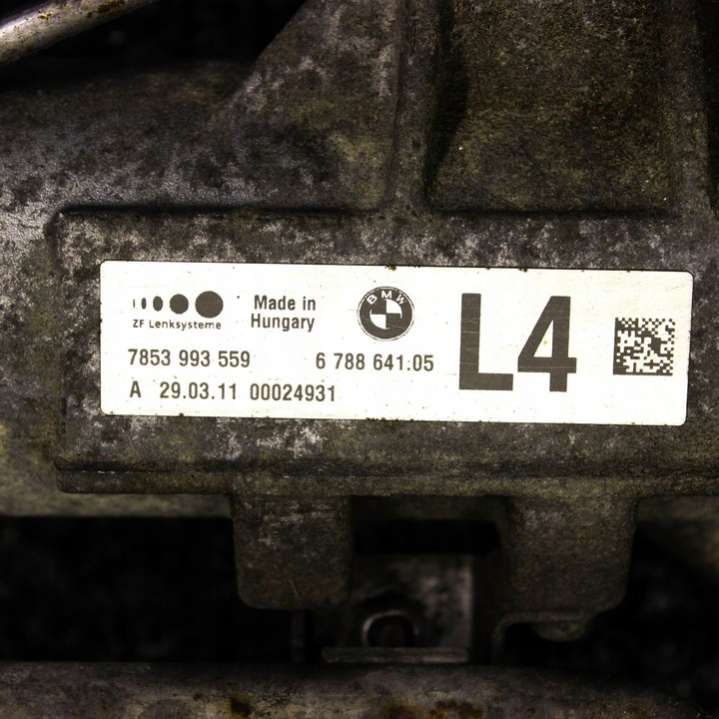 ZF Lenksysteme
Made in
Hungary
BMW
7853 993 559
6 788 641.05
A 29.03.11 00024931
L4